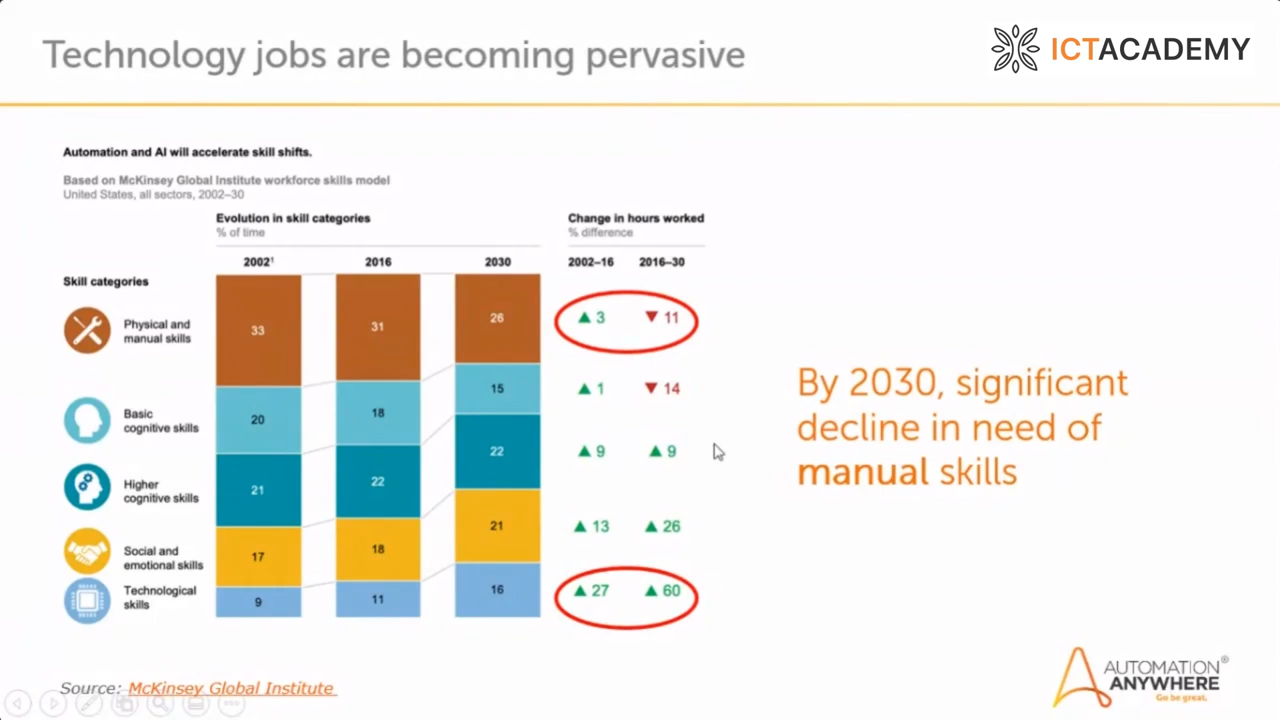 Technology jobs are becoming pervasive
ICTACADEMY
Automation and AI will accelerate skill shifts.
Based on McKinsey Global Institute workforce skills model
United States, all sectors, 2002–30
Evolution in skill categories
% of time
Change in hours worked
% difference
Skill categories
2002¹
2016
2030
2002–16
2016–30
Physical and
manual skills
33
31
26
▲ 3
▼ 11
Basic
cognitive skills
20
18
15
▲ 1
▼ 14
Higher
cognitive skills
21
22
22
▲ 9
▲ 9
Social and
emotional skills
17
18
21
▲ 13
▲ 26
Technological
skills
9
11
16
▲ 27
▲ 60
By 2030, significant
decline in need of
manual skills
Source: McKinsey Global Institute
AUTOMATION
ANYWHERE®
Go be great.